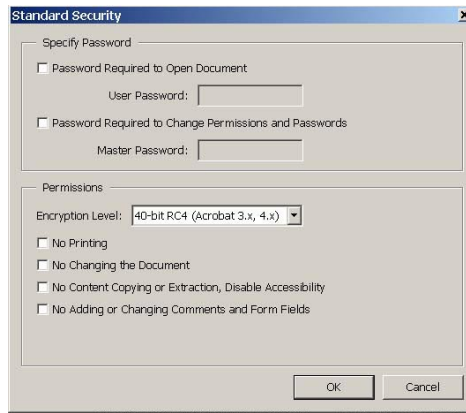 Standard Security
Specify Password
Password Required to Open Document
User Password:
Password Required to Change Permissions and Passwords
Master Password:
Permissions
Encryption Level: 40-bit RC4 (Acrobat 3.x, 4.x)
No Printing
No Changing the Document
No Content Copying or Extraction, Disable Accessibility
No Adding or Changing Comments and Form Fields
OK Cancel